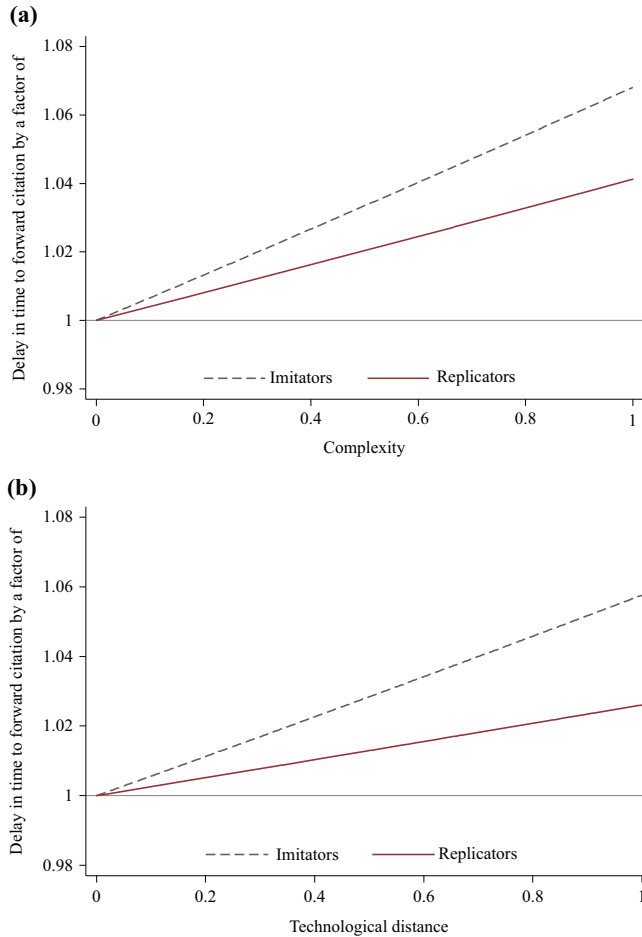 (a)
Delay in time to forward citation by a factor of
1.08
1.06
1.04
1.02
1
0.98
Imitators Replicators
0 0.2 0.4 0.6 0.8 1
Complexity
(b)
Delay in time to forward citation by a factor of
1.08
1.06
1.04
1.02
1
0.98
Imitators Replicators
0 0.2 0.4 0.6 0.8 1
Technological distance